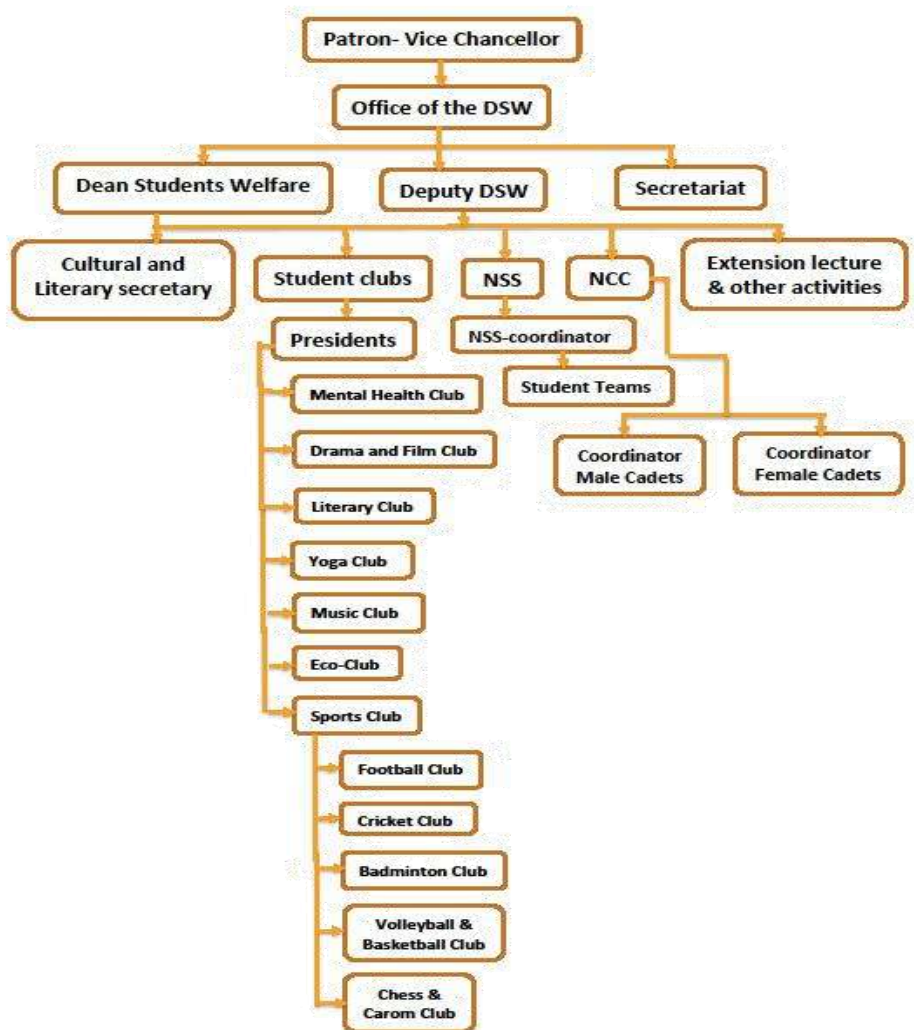 Patron- Vice Chancellor
Office of the DSW
Dean Students Welfare
Deputy DSW
Secretariat
Cultural and
Literary secretary
Student clubs
NSS
NCC
Extension lecture
& other activities
Presidents
NSS-coordinator
Student Teams
Mental Health Club
Coordinator
Male Cadets
Coordinator
Female Cadets
Drama and Film Club
Literary Club
Yoga Club
Music Club
Eco-Club
Sports Club
Football Club
Cricket Club
Badminton Club
Volleyball &
Basketball Club
Chess &
Carom Club